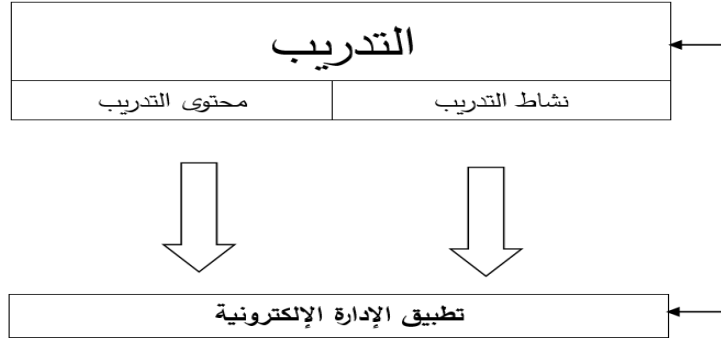 التدريب
نشاط التدريب
محتوى التدريب
تطبيق الإدارة الإلكترونية